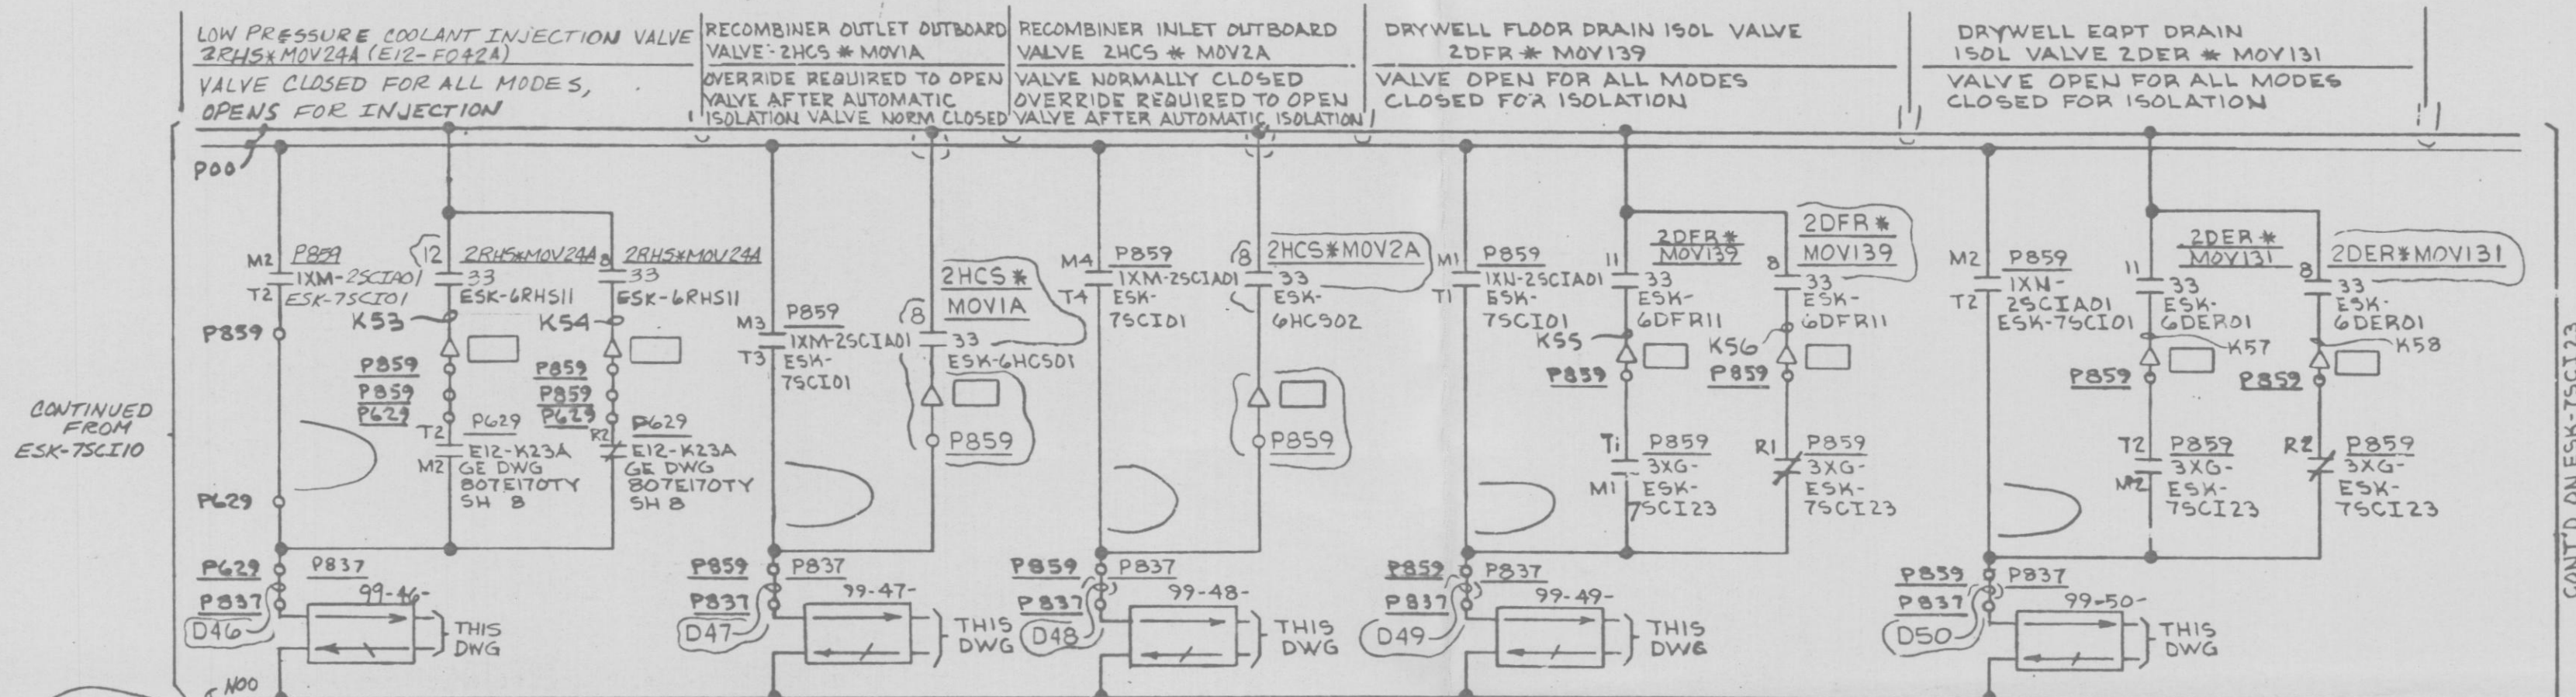 LOW PRESSURE COOLANT INJECTION VALVE
2RHS*MOV24A (E12-F042A)
VALVE CLOSED FOR ALL MODES,
OPENS FOR INJECTION
RECOMBINER OUTLET OUTBOARD
VALVE-2HCS * MOV1A
OVERRIDE REQUIRED TO OPEN
VALVE AFTER AUTOMATIC
ISOLATION VALVE NORM CLOSED
RECOMBINER INLET OUTBOARD
VALVE 2HCS * MOV2A
VALVE NORMALLY CLOSED
OVERRIDE REQUIRED TO OPEN
VALVE AFTER AUTOMATIC ISOLATION
DRYWELL FLOOR DRAIN ISOL VALVE
2DFR * MOV139
VALVE OPEN FOR ALL MODES
CLOSED FOR ISOLATION
DRYWELL EQPT DRAIN
ISOL VALVE 2DER * MOV131
VALVE OPEN FOR ALL MODES
CLOSED FOR ISOLATION
P00
CONTINUED
FROM
ESK-7SCI10
M2
T2
P859
1XM-2SCIA01
ESK-7SCI01
P859
P629
12
2RHS*MOV24A
33
ESK-6RHS11
K53
P859
P859
P629
T2
M2
P629
E12-K23A
GE DWG
807E170TY
SH 8
8
2RHS*MOV24A
33
ESK-6RHS11
K54
P859
P859
P629
R2
P629
E12-K23A
GE DWG
807E170TY
SH 8
P629
P837
P837
D46
99-46-
THIS
DWG
N00
M3
T3
P859
1XM-2SCIA01
ESK-
7SCI01
2HCS *
MOV1A
8
33
ESK-6HCS01
P859
P859
P837
P837
D47
99-47-
THIS
DWG
M4
T4
P859
1XM-2SCIA01
ESK-
7SCI01
8
2HCS*MOV2A
33
ESK-
6HCS02
P859
P859
P837
P837
D48
99-48-
THIS
DWG
M1
T1
P859
1XN-2SCIA01
ESK-
7SCI01
11
2DFR *
MOV139
33
ESK-
6DFR11
K55
P859
T1
M1
P859
3XG-
ESK-
7SCI23
8
2DFR *
MOV139
33
ESK-
6DFR11
K56
P859
R1
P859
3XG-
ESK-
7SCI23
P859
P837
P837
D49
99-49-
THIS
DWG
M2
T2
P859
1XN-
2SCIA01
ESK-7SCI01
11
2DER *
MOV131
33
ESK-
6DER01
K57
P859
T2
M2
P859
3XG-
ESK-
7SCI23
8
2DER*MOV131
33
ESK-
6DER01
K58
P859
R2
P859
3XG-
ESK-
7SCI23
P859
P837
P837
D50
99-50-
THIS
DWG
CONT'D ON ESK-7SCI23